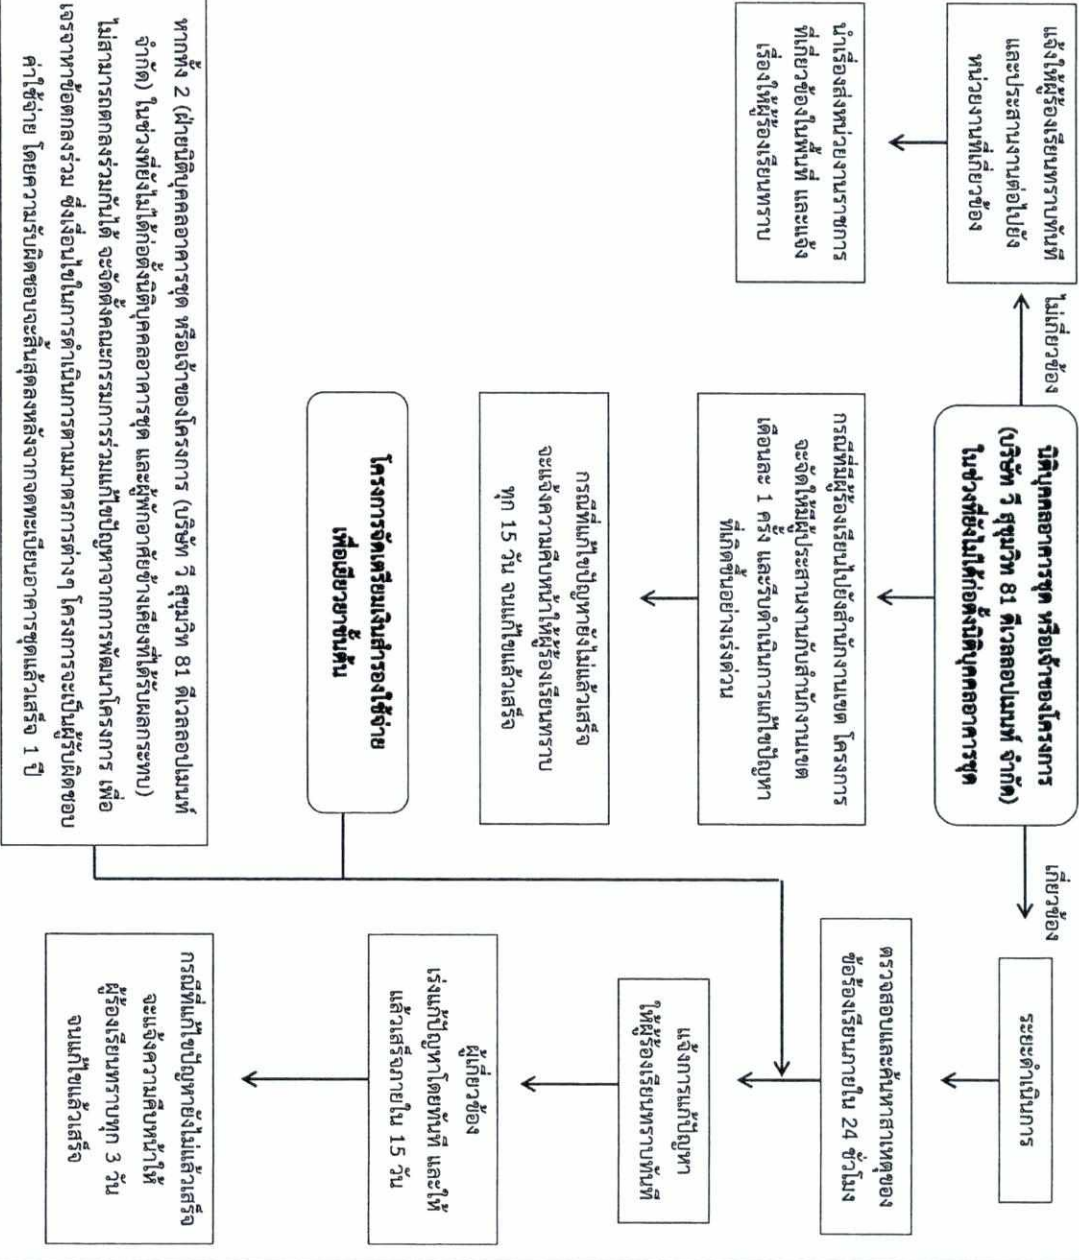 นิติบุคคลอาคารชุด หรือเจ้าของโครงการ
(บริษัท วี สุขุมวิท 81 ดีเวลลอปเมนท์ จำกัด)
ในช่วงที่ยังไม่ได้ก่อตั้งนิติบุคคลอาคารชุด
ไม่เกี่ยวข้อง
แจ้งให้ผู้ร้องเรียนทราบทันที
และประสานงานต่อไปยัง
หน่วยงานที่เกี่ยวข้อง
นำเรื่องส่งหน่วยงานราชการ
ที่เกี่ยวข้องในพื้นที่ และแจ้ง
เรื่องให้ผู้ร้องเรียนทราบ
กรณีที่มีผู้ร้องเรียนไปยังสำนักงานเขต โครงการ
จะจัดให้มีผู้ประสานงานกับสำนักงานเขต
เดือนละ 1 ครั้ง และรีบดำเนินการแก้ไขปัญหา
ที่เกิดขึ้นอย่างเร่งด่วน
กรณีที่แก้ไขปัญหายังไม่แล้วเสร็จ
จะแจ้งความคืบหน้าให้ผู้ร้องเรียนทราบ
ทุก 15 วัน จนแก้ไขแล้วเสร็จ
เกี่ยวข้อง
ระยะดำเนินการ
ตรวจสอบและค้นหาสาเหตุของ
ข้อร้องเรียนภายใน 24 ชั่วโมง
แจ้งการแก้ปัญหา
ให้ผู้ร้องเรียนทราบทันที
ผู้เกี่ยวข้อง
เร่งแก้ปัญหาโดยทันที และให้
แล้วเสร็จภายใน 15 วัน
กรณีที่แก้ไขปัญหายังไม่แล้วเสร็จ
จะแจ้งความคืบหน้าให้
ผู้ร้องเรียนทราบทุก 3 วัน
จนแก้ไขแล้วเสร็จ
โครงการจัดเตรียมเงินสำรองใช้จ่าย
เพื่อเยียวยาขั้นต้น
หากทั้ง 2 (ฝ่ายนิติบุคคลอาคารชุด หรือเจ้าของโครงการ (บริษัท วี สุขุมวิท 81 ดีเวลลอปเมนท์
จำกัด) ในช่วงที่ยังไม่ได้ก่อตั้งนิติบุคคลอาคารชุด และผู้พักอาศัยข้างเคียงที่ได้รับผลกระทบ)
ไม่สามารถตกลงร่วมกันได้ จะจัดตั้งคณะกรรมการร่วมแก้ไขปัญหาจากการพัฒนาโครงการ เพื่อ
เจรจาหาข้อตกลงร่วม ซึ่งเงื่อนไขในการดำเนินการตามมาตรการต่างๆ โครงการจะเป็นผู้รับผิดชอบ
ค่าใช้จ่าย โดยความรับผิดชอบจะสิ้นสุดลงหลังจากจดทะเบียนอาคารชุดแล้วเสร็จ 1 ปี